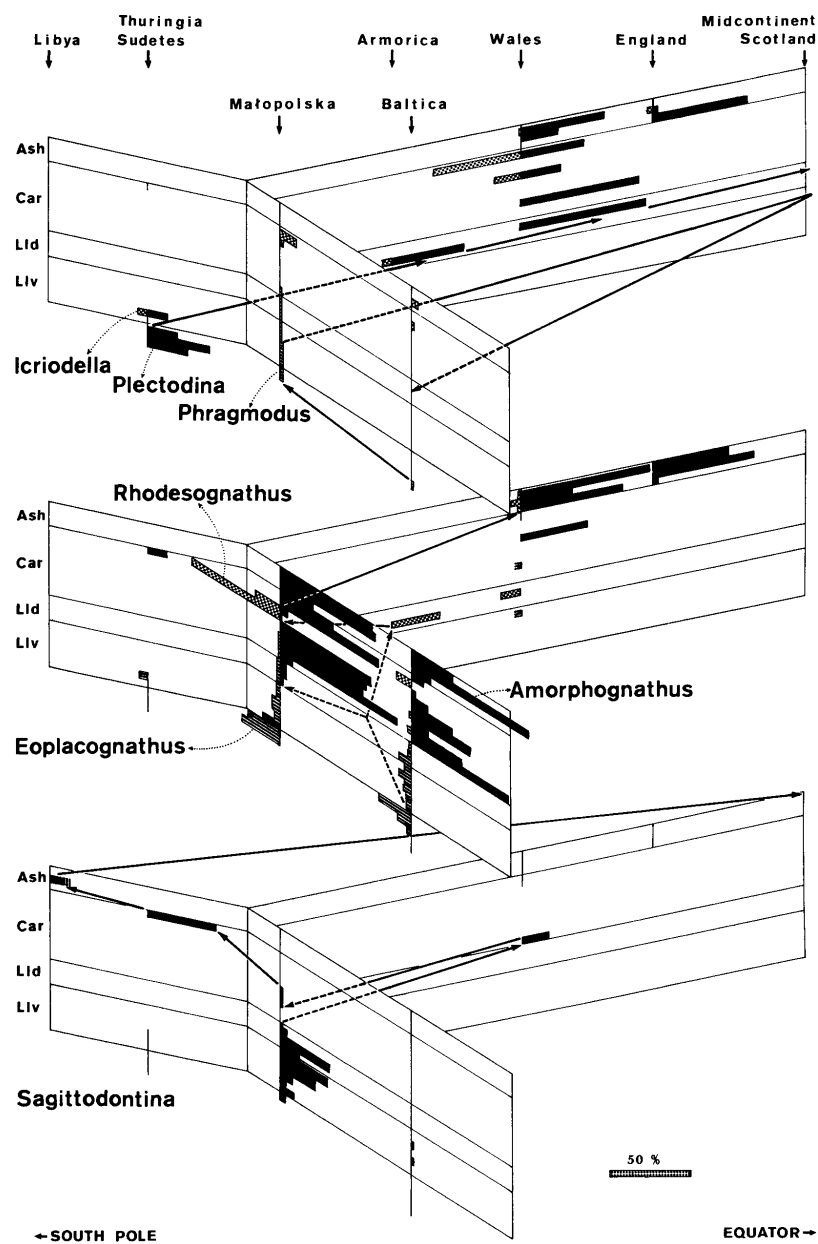 Thuringia
Midcontinent
Libya
Sudetes
Armorica
Wales
England
Scotland
Małopolska
Baltica
Ash
Car
Lld
Llv
Icriodella
Plectodina
Phragmodus
Rhodesognathus
Ash
Car
Lld
Llv
Amorphognathus
Eoplacognathus
Ash
Car
Lld
Llv
Sagittodontina
50 %
←SOUTH POLE
EQUATOR→